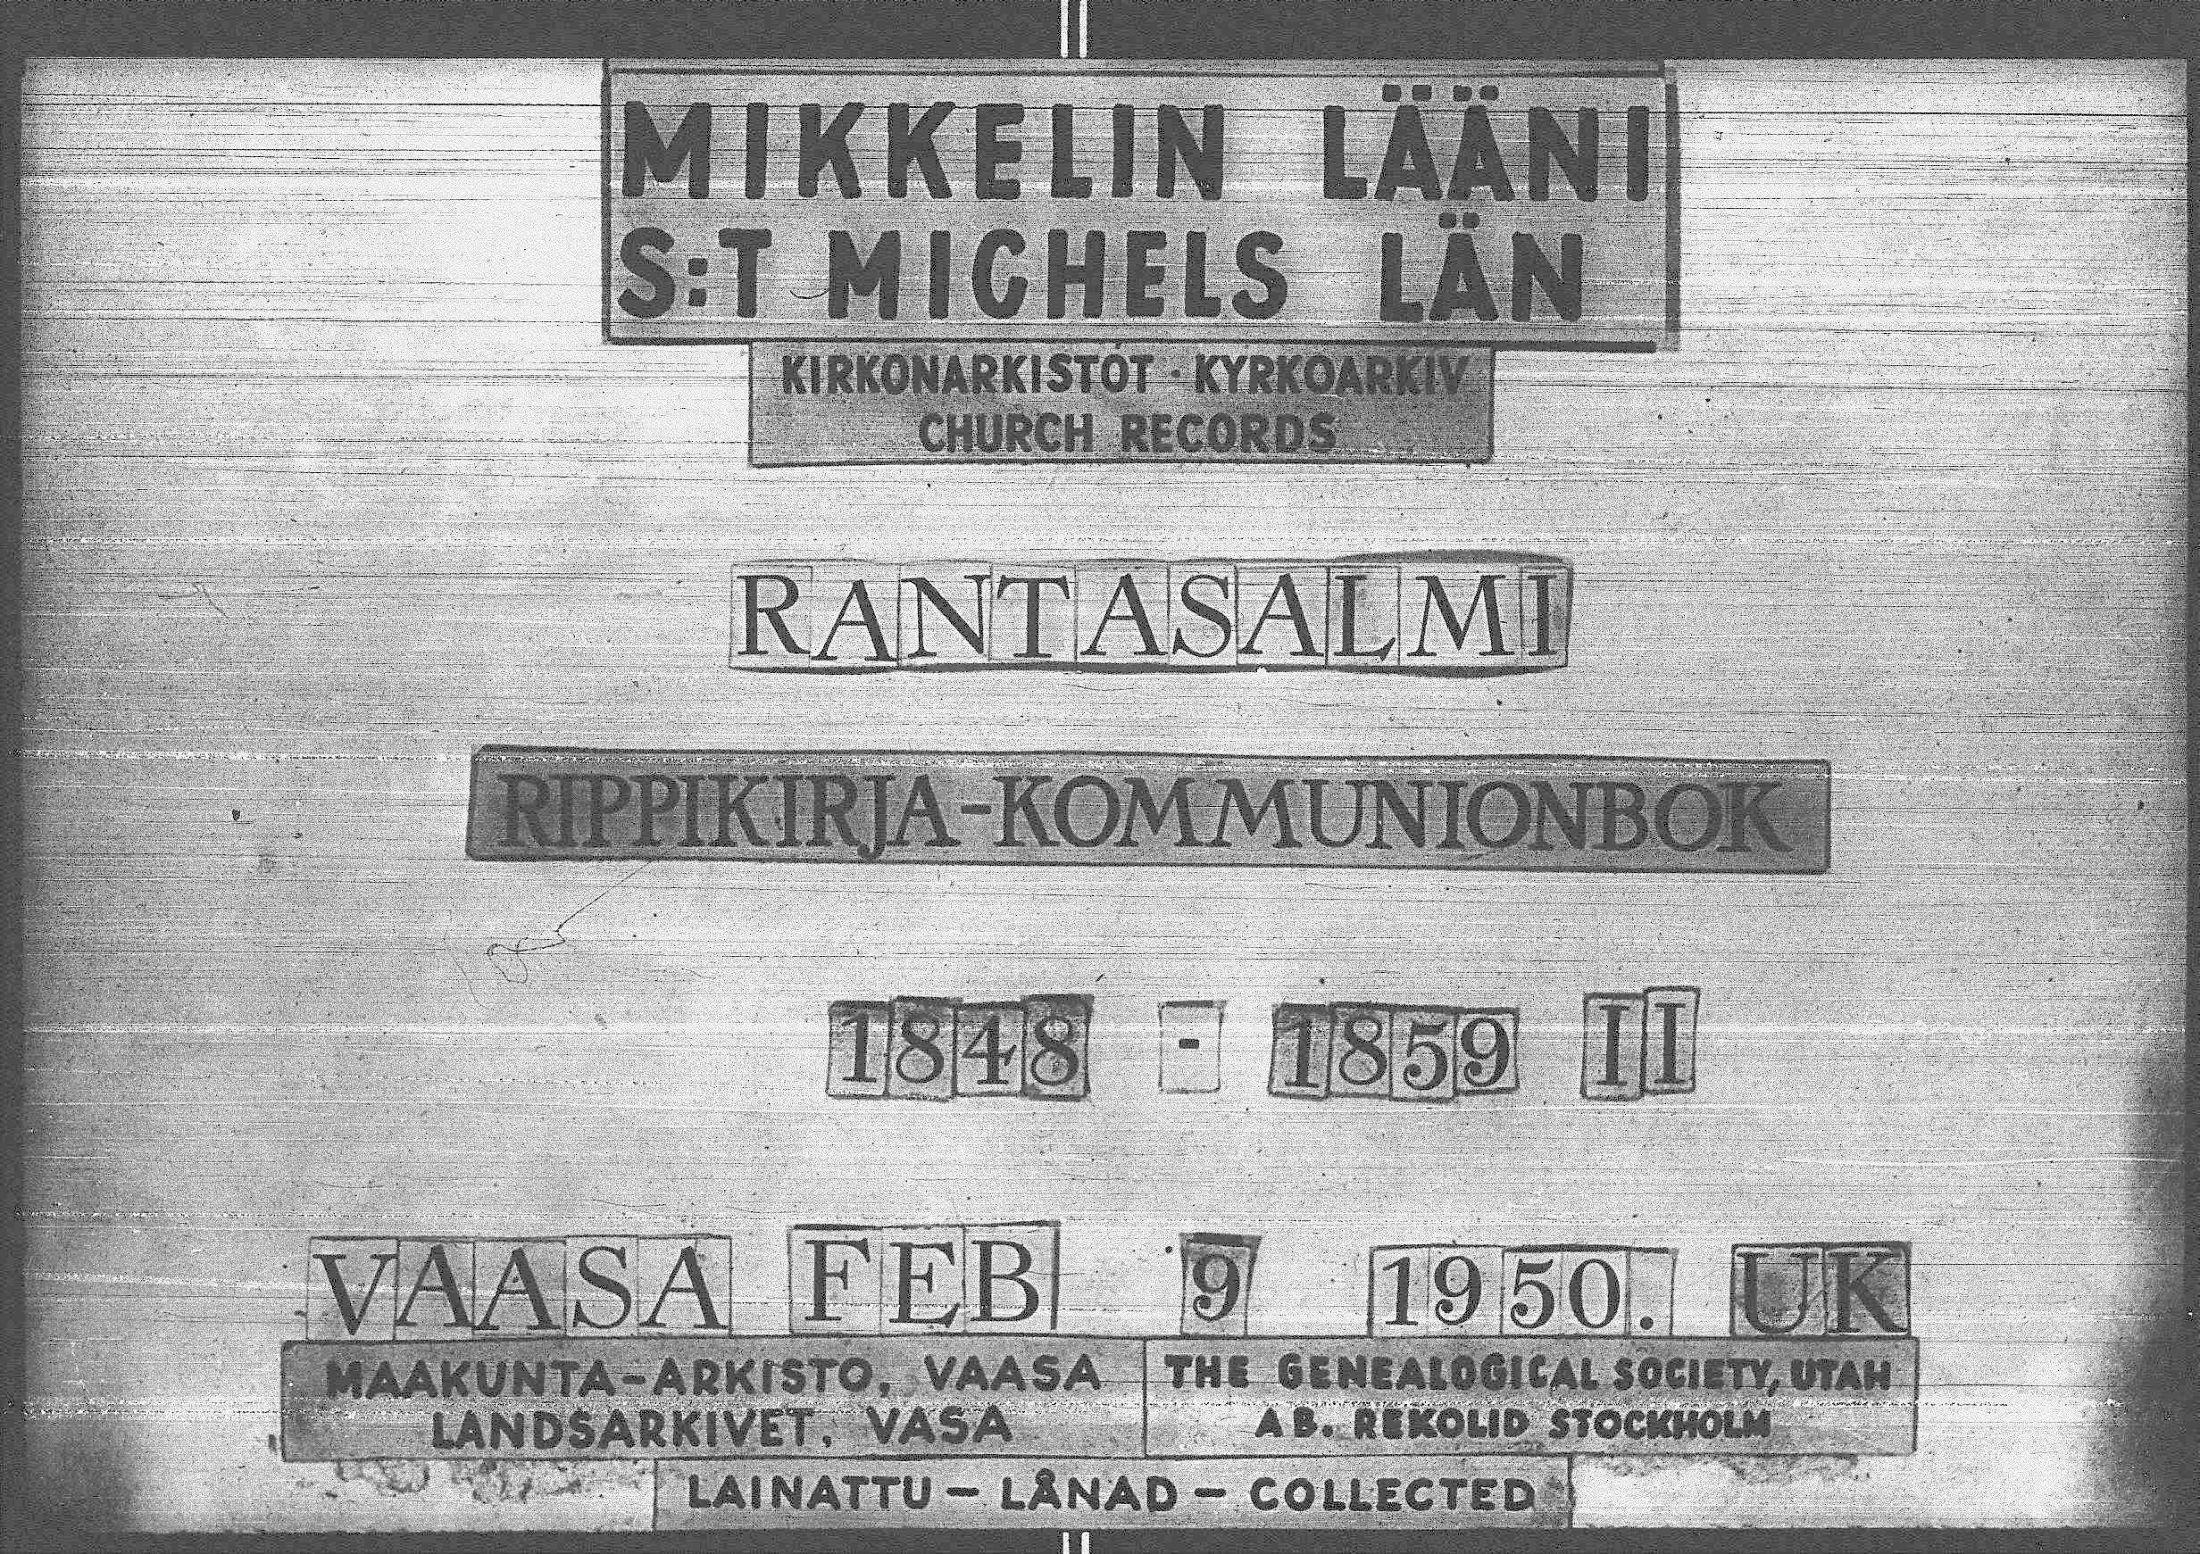 MIKKELIN LÄÄNI
S:T MICHELS LÄN
KIRKONARKISTOT · KYRKOARKIV
CHURCH RECORDS
RANTASALMI
RIPPIKIRJA-KOMMUNIONBOK
1848 - 1859 II
VAASA FEB 9 1950. UK
MAAKUNTA-ARKISTO, VAASA
LANDSARKIVET, VASA
THE GENEALOGICAL SOCIETY, UTAH
AB. REKOLID STOCKHOLM
LAINATTU - LÅNAD - COLLECTED